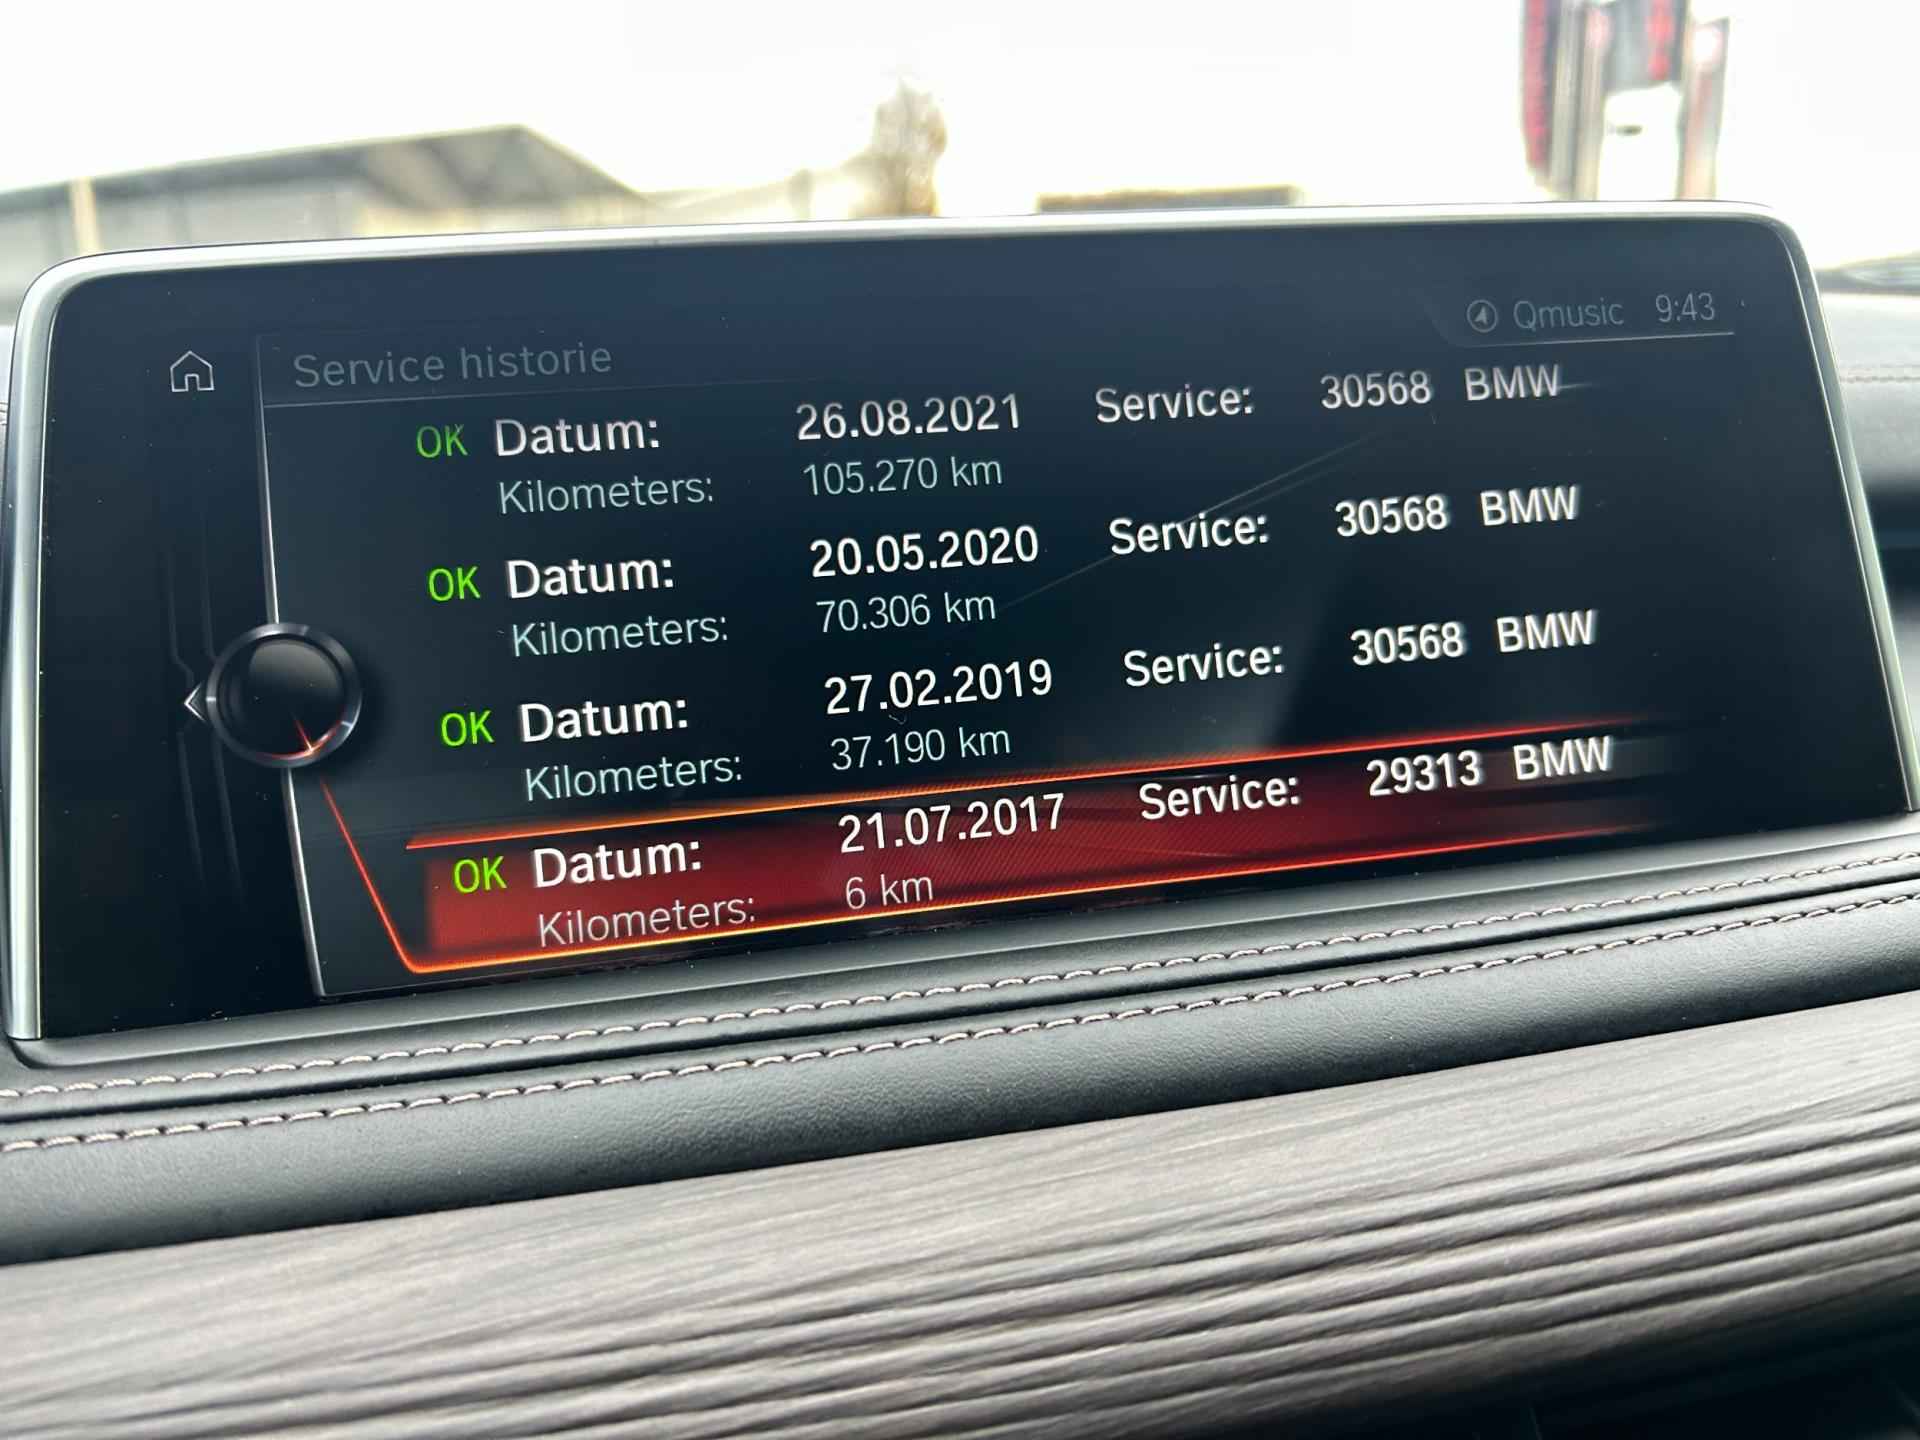 Qmusic 9:43
Service historie
OK Datum: 26.08.2021 Service: 30568 BMW
Kilometers: 105.270 km
OK Datum: 20.05.2020 Service: 30568 BMW
Kilometers: 70.306 km
OK Datum: 27.02.2019 Service: 30568 BMW
Kilometers: 37.190 km
OK Datum: 21.07.2017 Service: 29313 BMW
Kilometers: 6 km